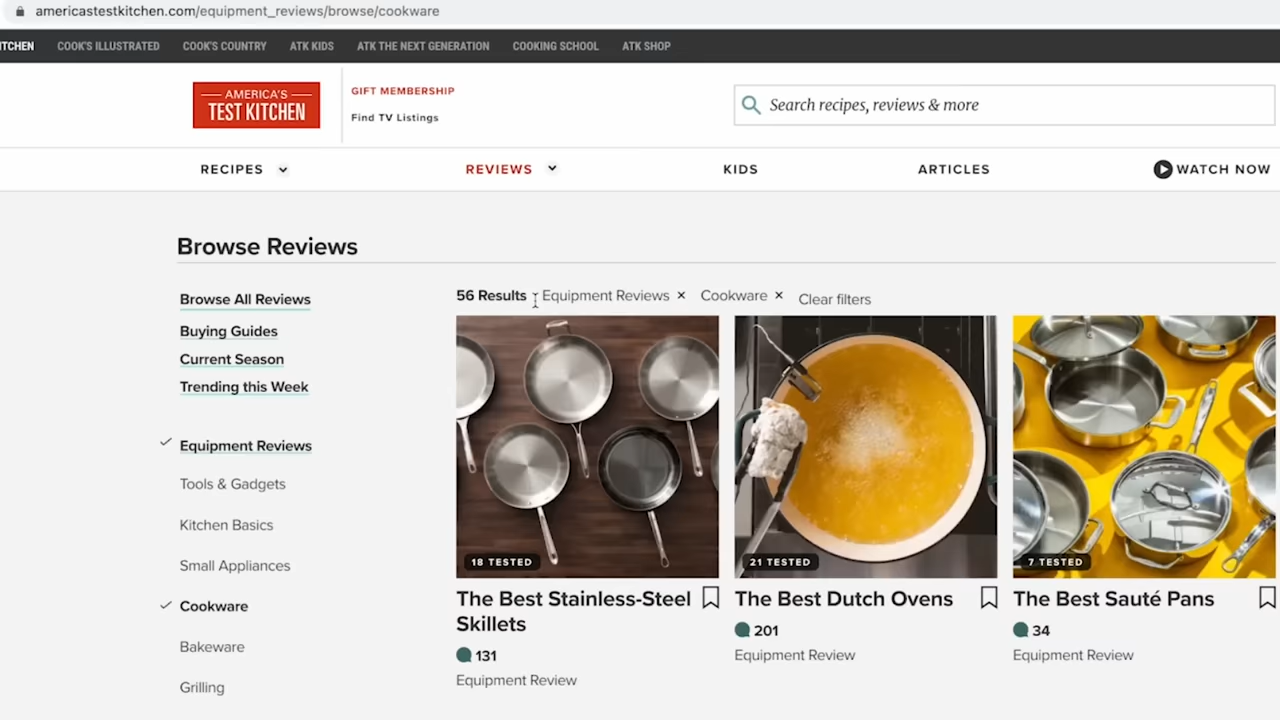 americastestkitchen.com/equipment_reviews/browse/cookware
ITCHEN COOK'S ILLUSTRATED COOK'S COUNTRY ATK KIDS ATK THE NEXT GENERATION COOKING SCHOOL ATK SHOP
AMERICA'S
TEST KITCHEN
GIFT MEMBERSHIP
Find TV Listings
Search recipes, reviews & more
RECIPES REVIEWS KIDS ARTICLES WATCH NOW
Browse Reviews
Browse All Reviews
Buying Guides
Current Season
Trending this Week
Equipment Reviews
Tools & Gadgets
Kitchen Basics
Small Appliances
Cookware
Bakeware
Grilling
56 Results Equipment Reviews × Cookware × Clear filters
18 TESTED
The Best Stainless-Steel
Skillets
131
Equipment Review
21 TESTED
The Best Dutch Ovens
201
Equipment Review
7 TESTED
The Best Sauté Pans
34
Equipment Review